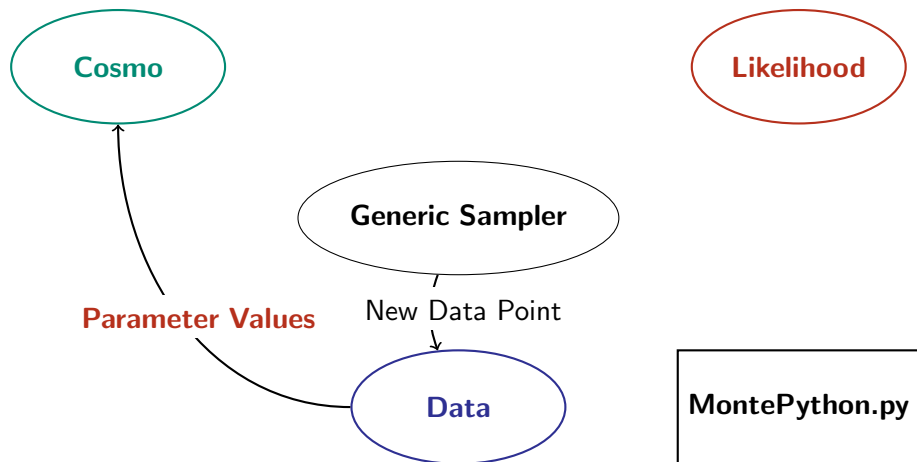 Cosmo
Likelihood
Generic Sampler
New Data Point
Parameter Values
Data
MontePython.py